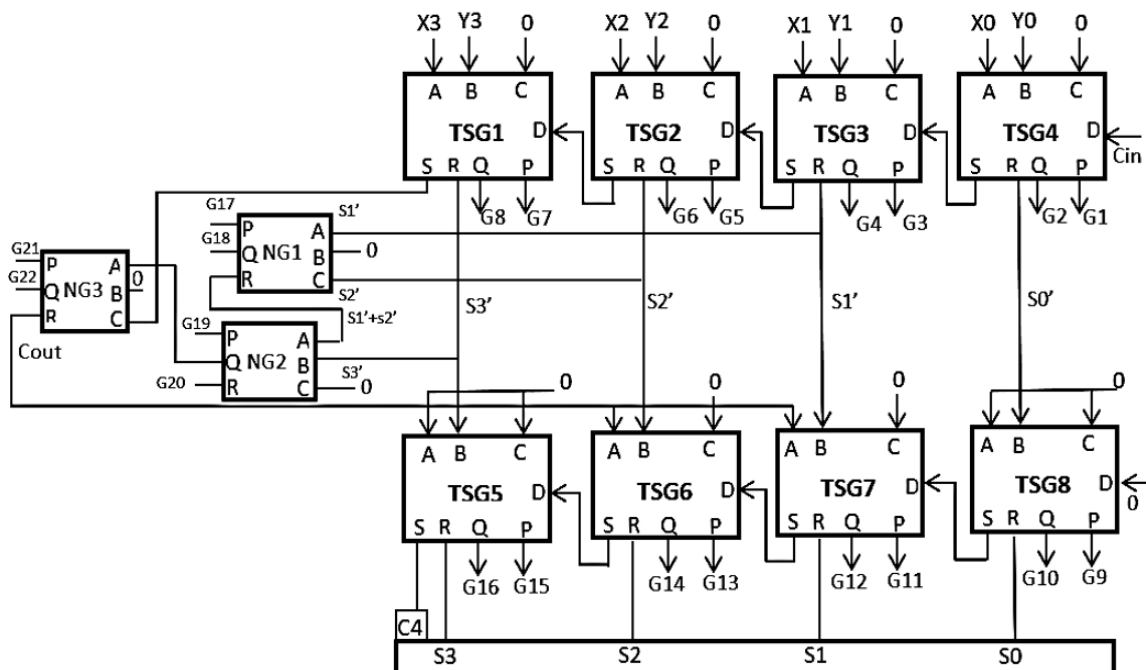 X3 Y3 0 X2 Y2 0 X1 Y1 0 X0 Y0 0
A B C A B C A B C A B C
TSG1 TSG2 D TSG3 D TSG4 D
D
Cin
S R Q P S R Q P S R Q P S R Q P
G8 G7 G6 G5 G4 G3 G2 G1
G17 P S1' A
G18 Q NG1 B 0
R C
S2'
G21 P A 0
G22 Q NG3 B
R C
Cout
S1'+s2'
G19 P A
Q NG2 B
G20 R C 0
S3'
S3' S2' S1' S0'
0 0 0 0
A B C A B C A B C A B C
TSG5 D TSG6 D TSG7 D TSG8 D
0
S R Q P S R Q P S R Q P S R Q P
G16 G15 G14 G13 G12 G11 G10 G9
C4
S3 S2 S1 S0